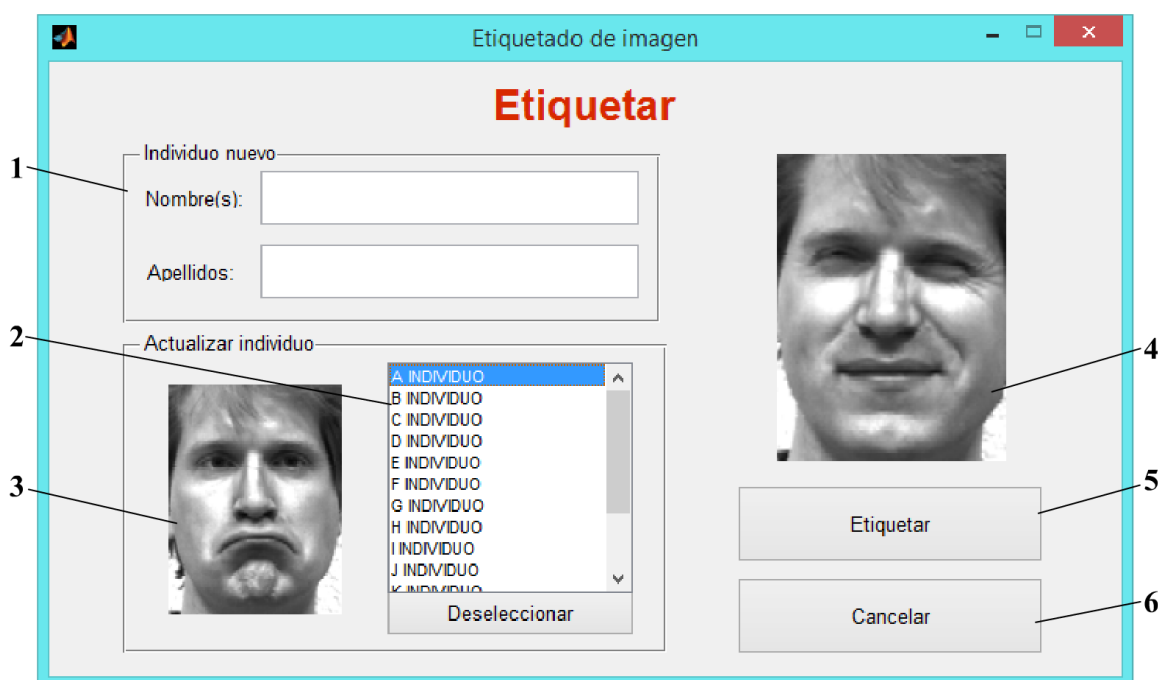 Etiquetado de imagen
Etiquetar
1
Individuo nuevo
Nombre(s):
Apellidos:
2
Actualizar individuo
A INDIVIDUO
B INDIVIDUO
C INDIVIDUO
D INDIVIDUO
E INDIVIDUO
F INDIVIDUO
G INDIVIDUO
H INDIVIDUO
I INDIVIDUO
J INDIVIDUO
K INDIVIDUO
Deseleccionar
3
4
5
Etiquetar
6
Cancelar